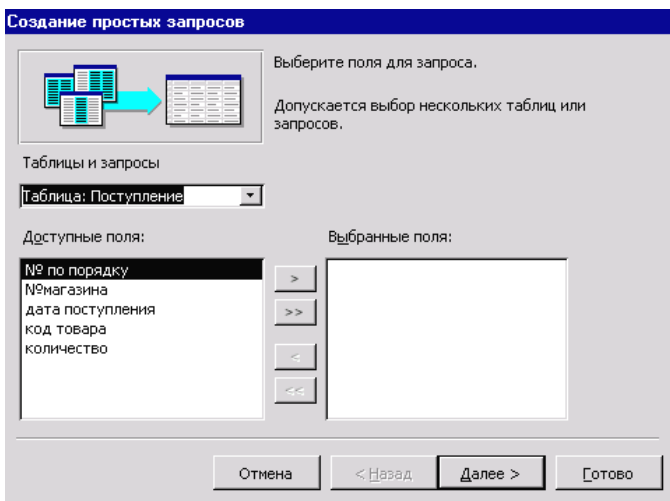 Создание простых запросов
Выберите поля для запроса.
Допускается выбор нескольких таблиц или
запросов.
Таблицы и запросы
Таблица: Поступление
Доступные поля:
Выбранные поля:
№ по порядку
№магазина
дата поступления
код товара
количество
>
>>
<
<<
Отмена
< Назад
Далее >
Готово